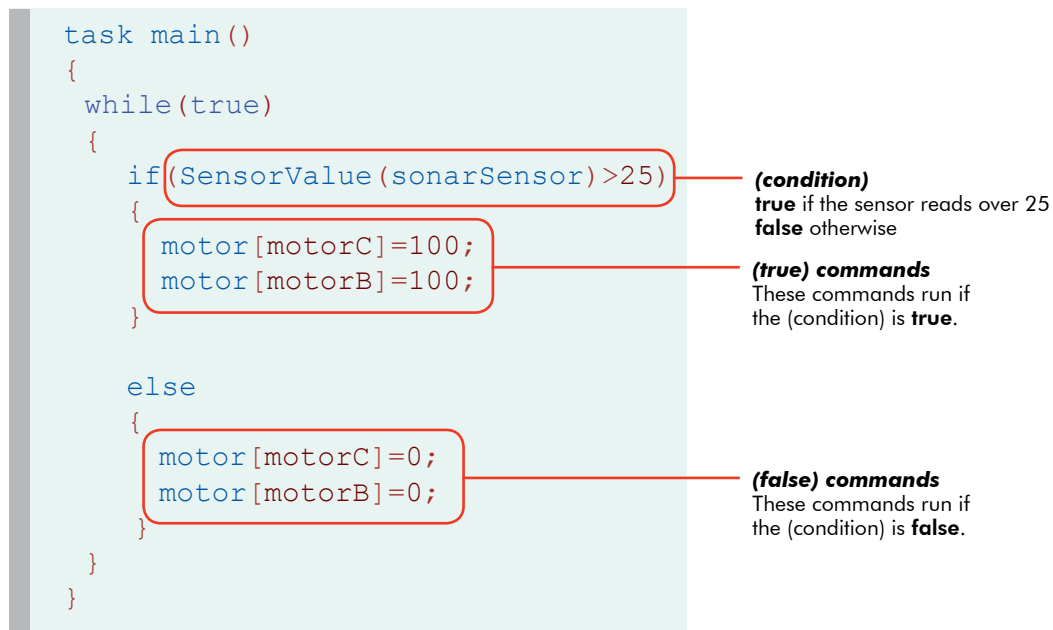 task main()
{
while(true)
{
if(SensorValue(sonarSensor)>25)
{
motor[motorC]=100;
motor[motorB]=100;
}
else
{
motor[motorC]=0;
motor[motorB]=0;
}
}
}
(condition)
true if the sensor reads over 25
false otherwise
(true) commands
These commands run if
the (condition) is true.
(false) commands
These commands run if
the (condition) is false.